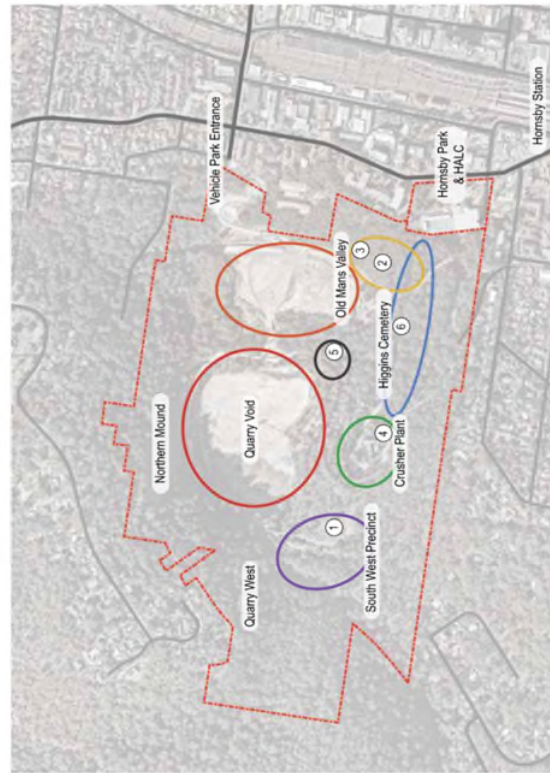 Vehicle Park Entrance
Northern Mound
Quarry Void
Quarry West
Old Mans Valley
3
2
5
Hornsby Park
& HALC
Hornsby Station
Higgins Cemetery
6
4
Crusher Plant
1
South West Precinct